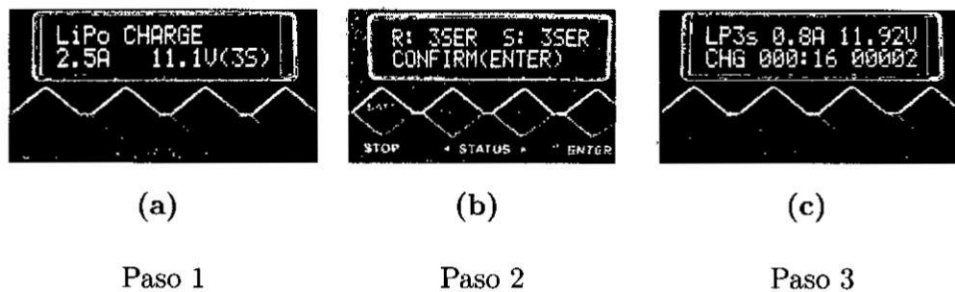 LiPo CHARGE
2.5A 11.1V(3S)
R: 3SER S: 3SER
CONFIRM(ENTER)
STOP ◂ STATUS ▸ ENTER
LP3s 0.8A 11.92V
CHG 000:16 00002
(a)
(b)
(c)
Paso 1
Paso 2
Paso 3